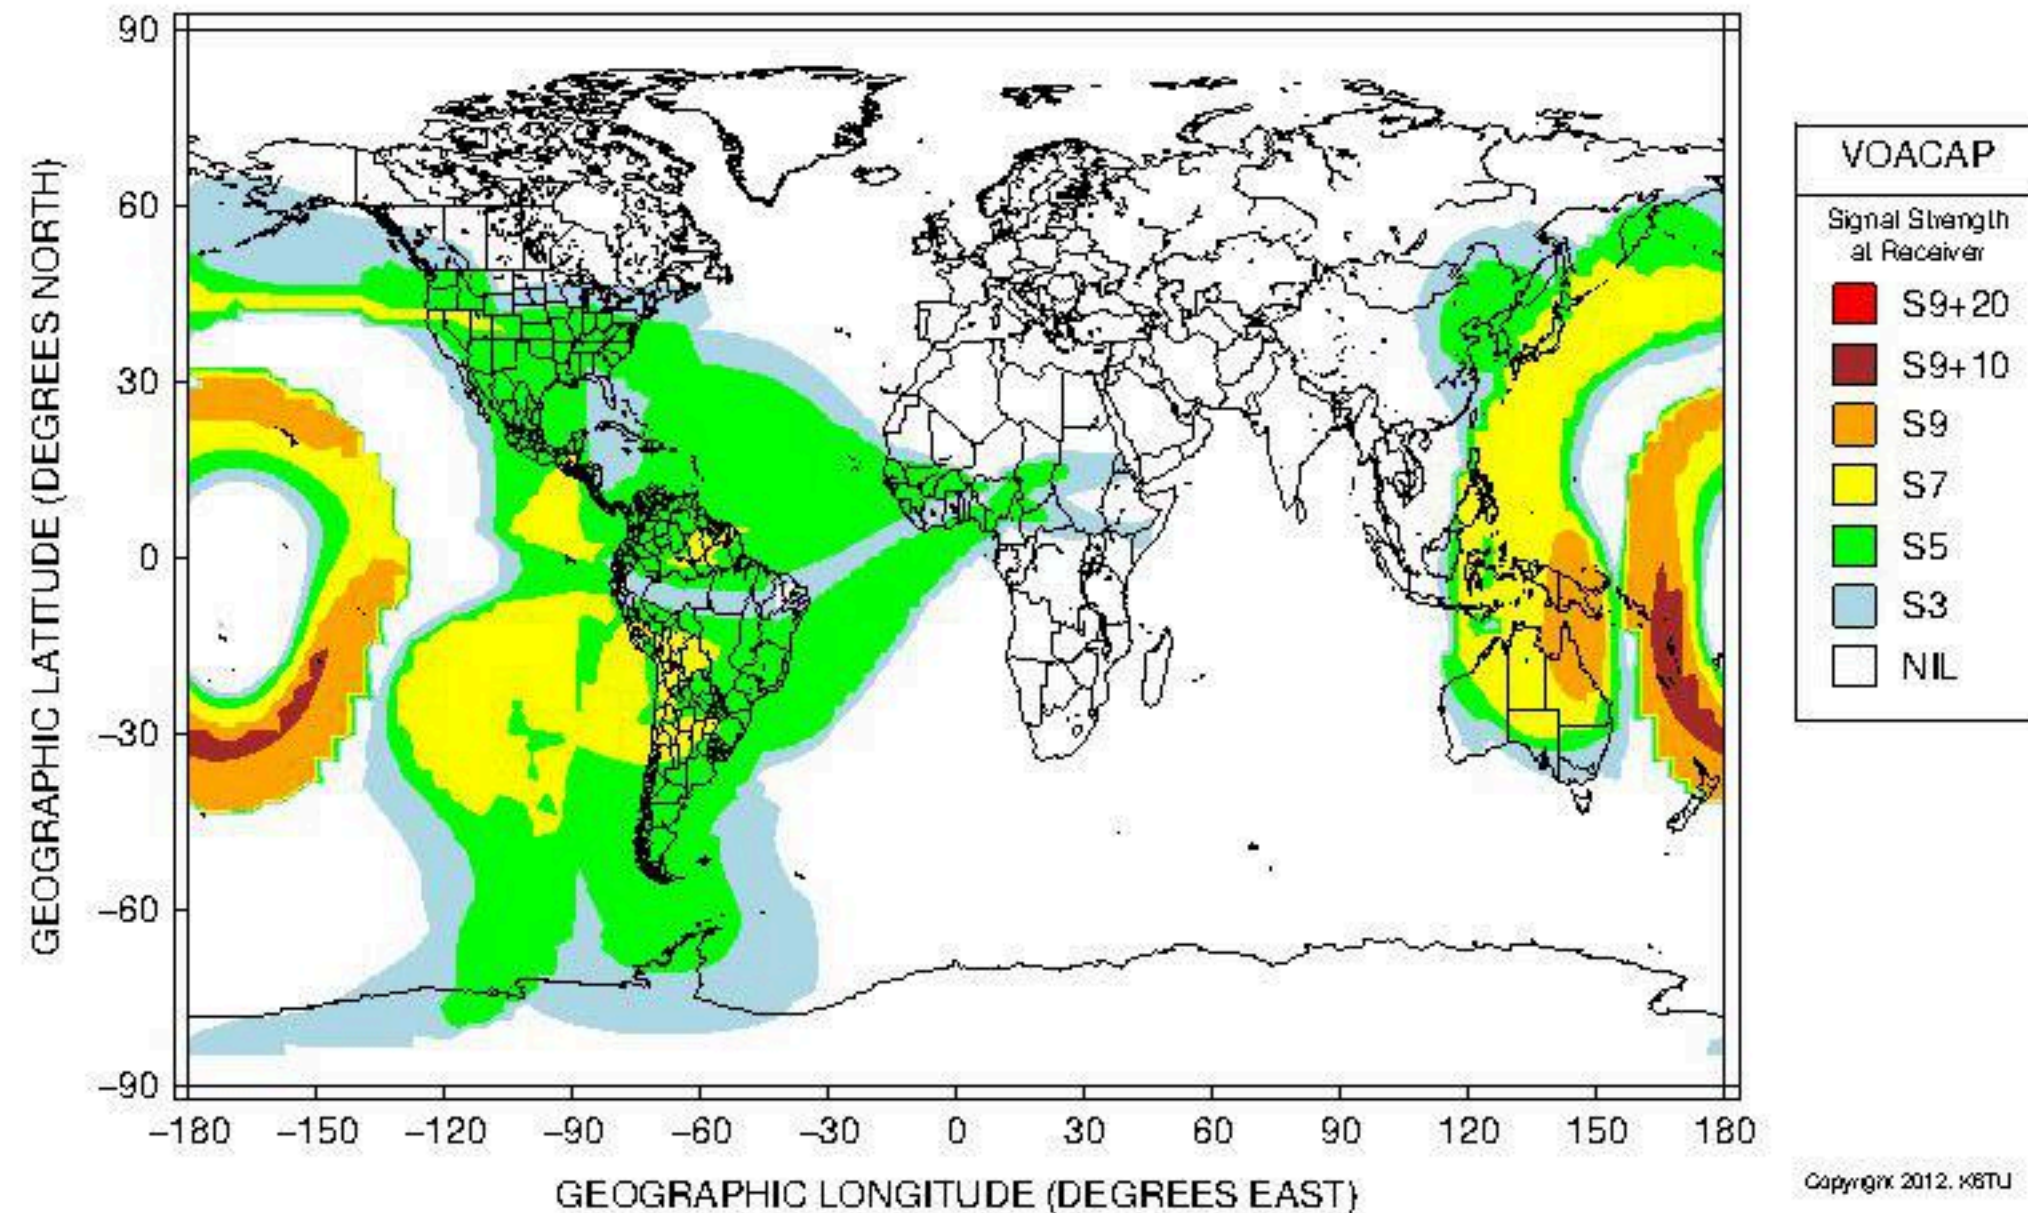 GEOGRAPHIC LATITUDE (DEGREES NORTH)
90
60
30
0
−30
−60
−90
−180 −150 −120 −90 −60 −30 0 30 60 90 120 150 180
GEOGRAPHIC LONGITUDE (DEGREES EAST)
VOACAP
Signal Strength
at Receiver
S9+20
S9+10
S9
S7
S5
S3
NIL
Copyright 2012, K6TU